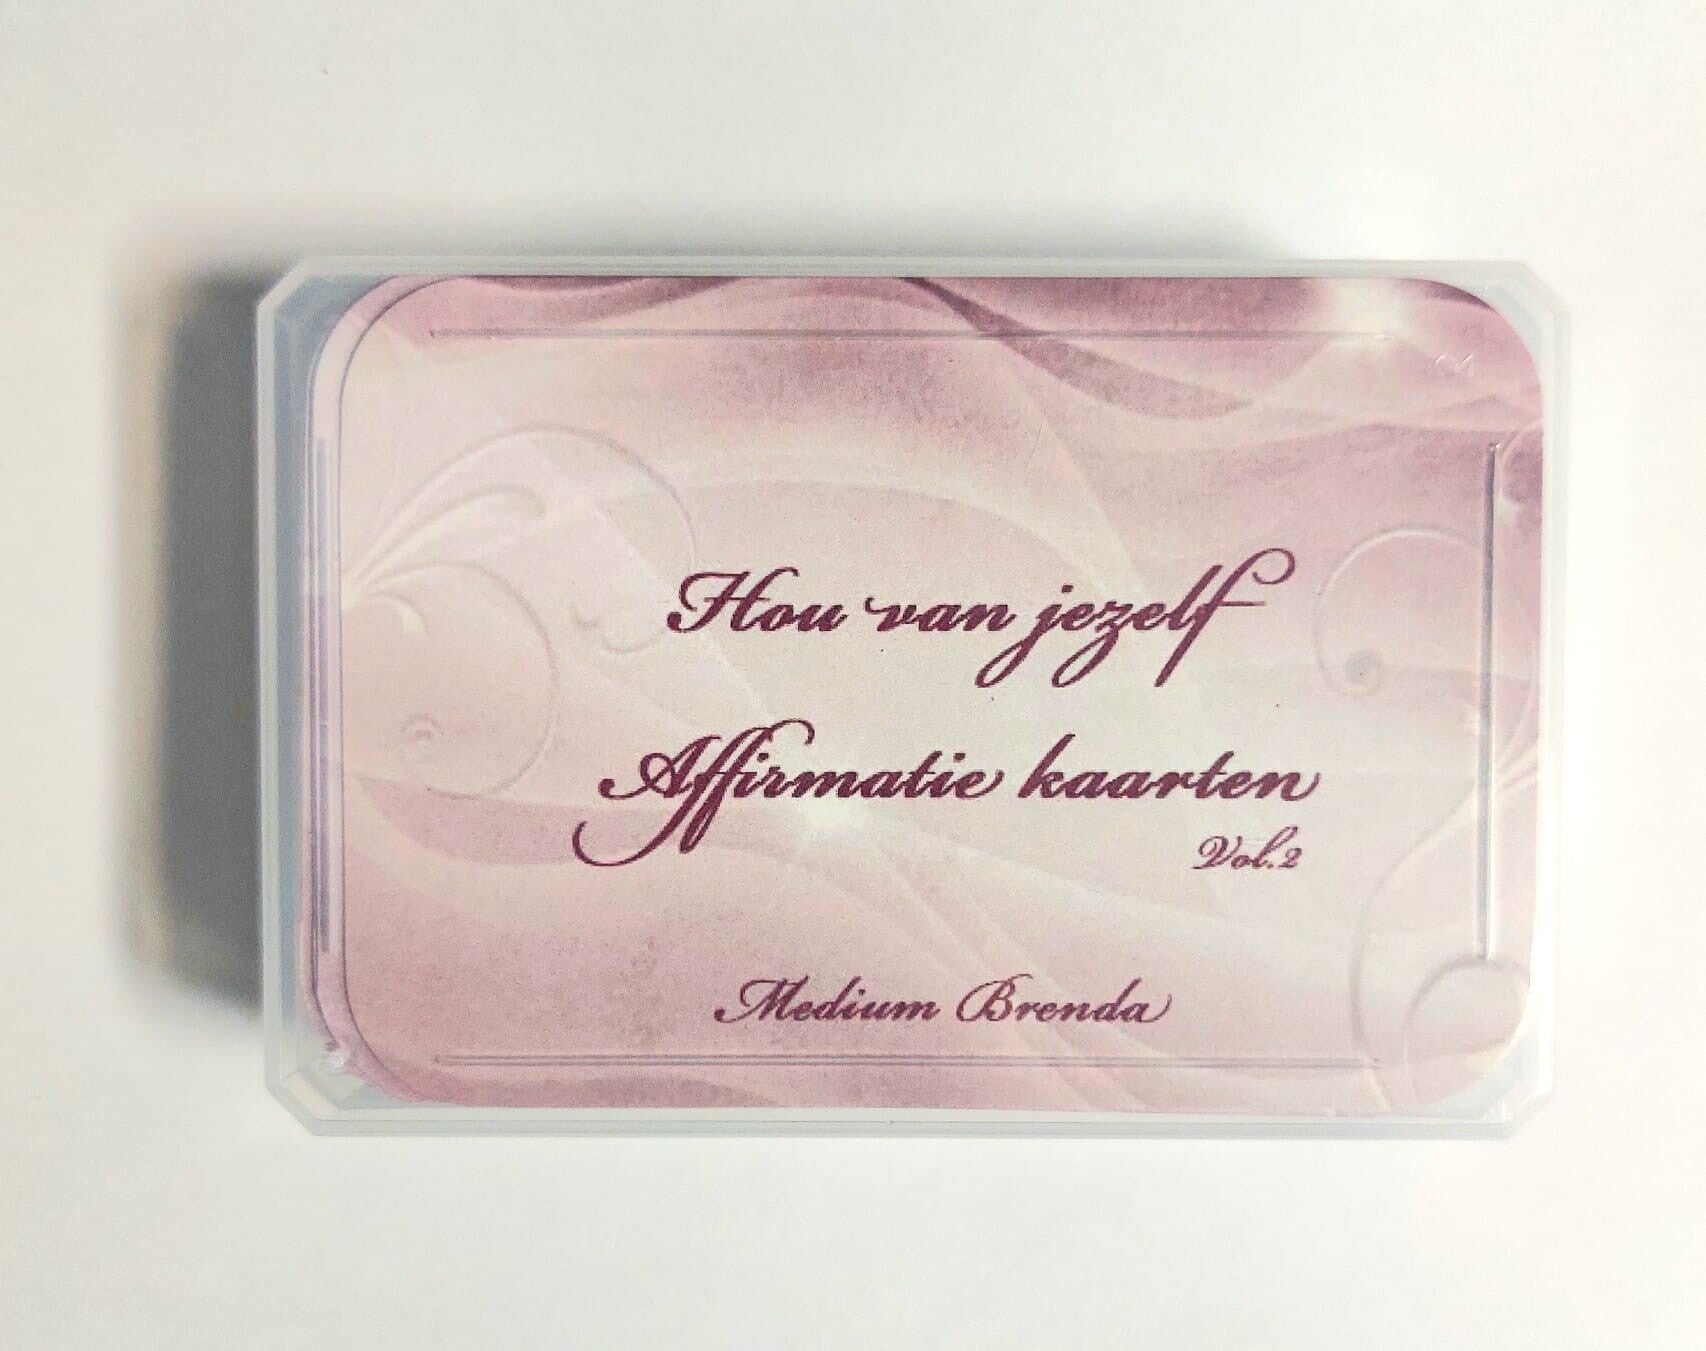 Hou van jezelf
Affirmatie kaarten
Vol.2
Medium Brenda